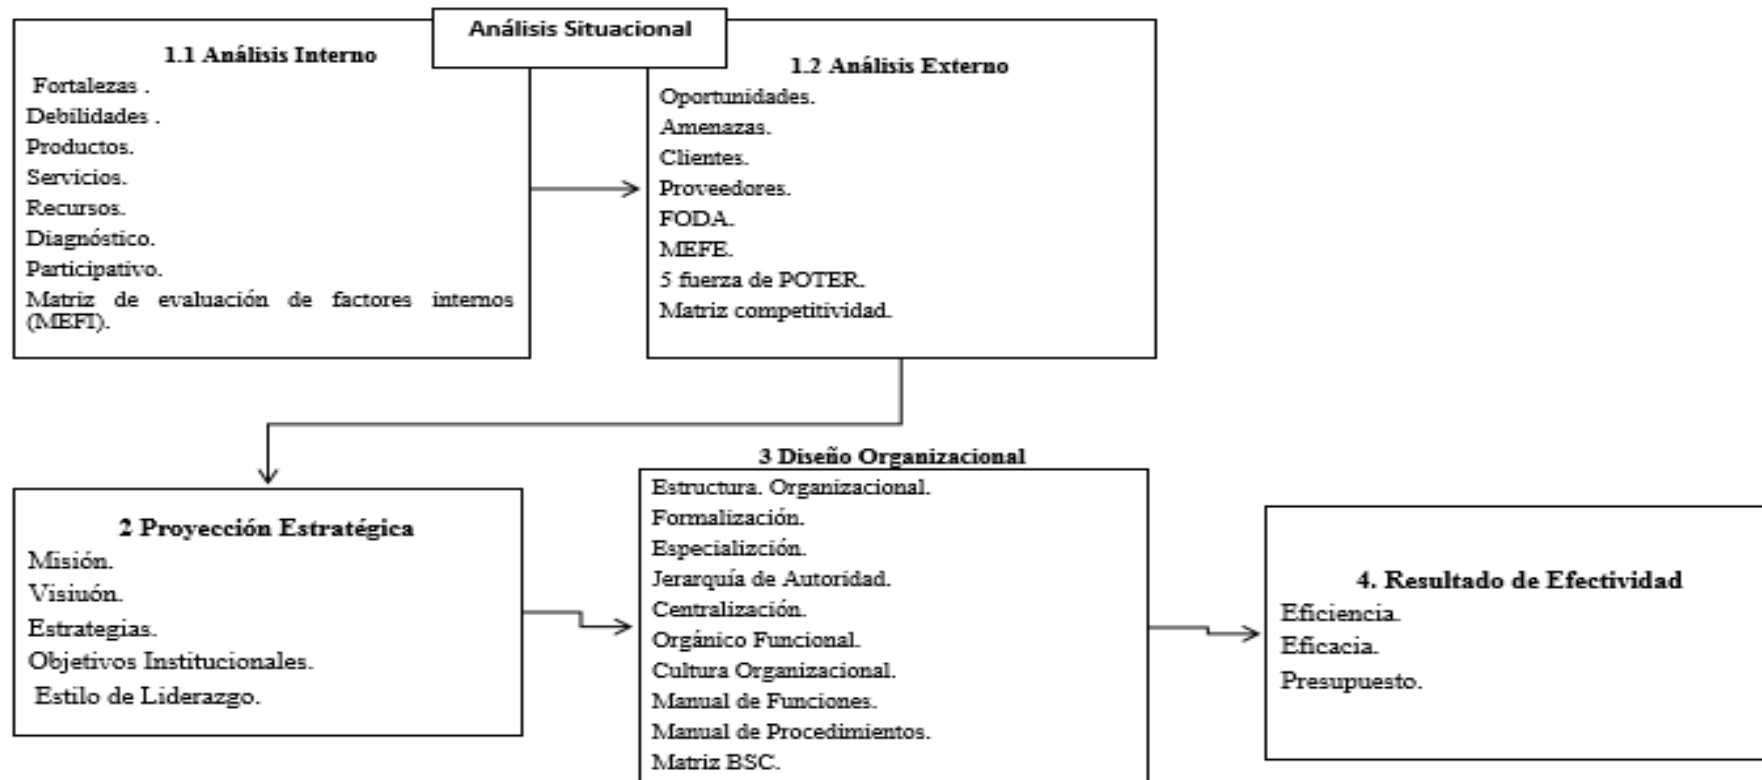 Análisis Situacional
1.1 Análisis Interno
Fortalezas .
Debilidades .
Productos.
Servicios.
Recursos.
Diagnóstico.
Participativo.
Matriz de evaluación de factores internos
(MEFI).
1.2 Análisis Externo
Oportunidades.
Amenazas.
Clientes.
Proveedores.
FODA.
MEFE.
5 fuerza de POTER.
Matriz competitividad.
2 Proyección Estratégica
Misión.
Visiuón.
Estrategias.
Objetivos Institucionales.
Estilo de Liderazgo.
3 Diseño Organizacional
Estructura. Organizacional.
Formalización.
Especializción.
Jerarquía de Autoridad.
Centralización.
Orgánico Funcional.
Cultura Organizacional.
Manual de Funciones.
Manual de Procedimientos.
Matriz BSC.
4. Resultado de Efectividad
Eficiencia.
Eficacia.
Presupuesto.